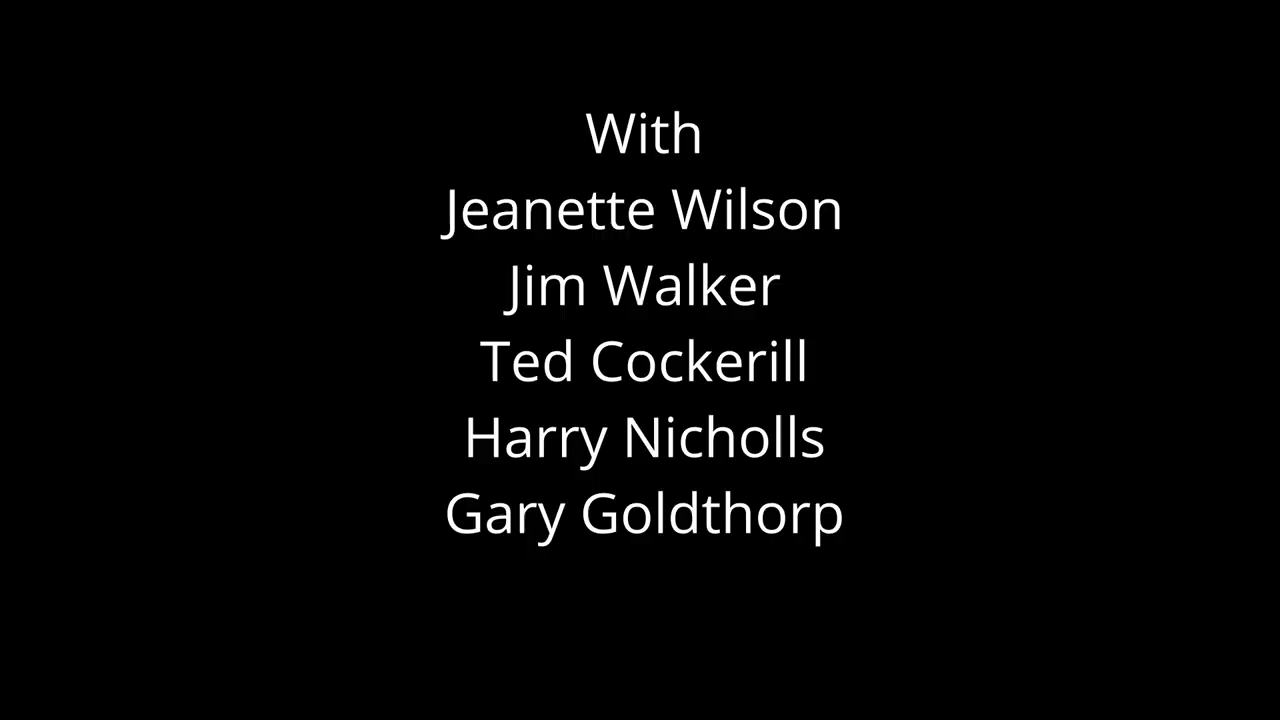 With
Jeanette Wilson
Jim Walker
Ted Cockerill
Harry Nicholls
Gary Goldthorp